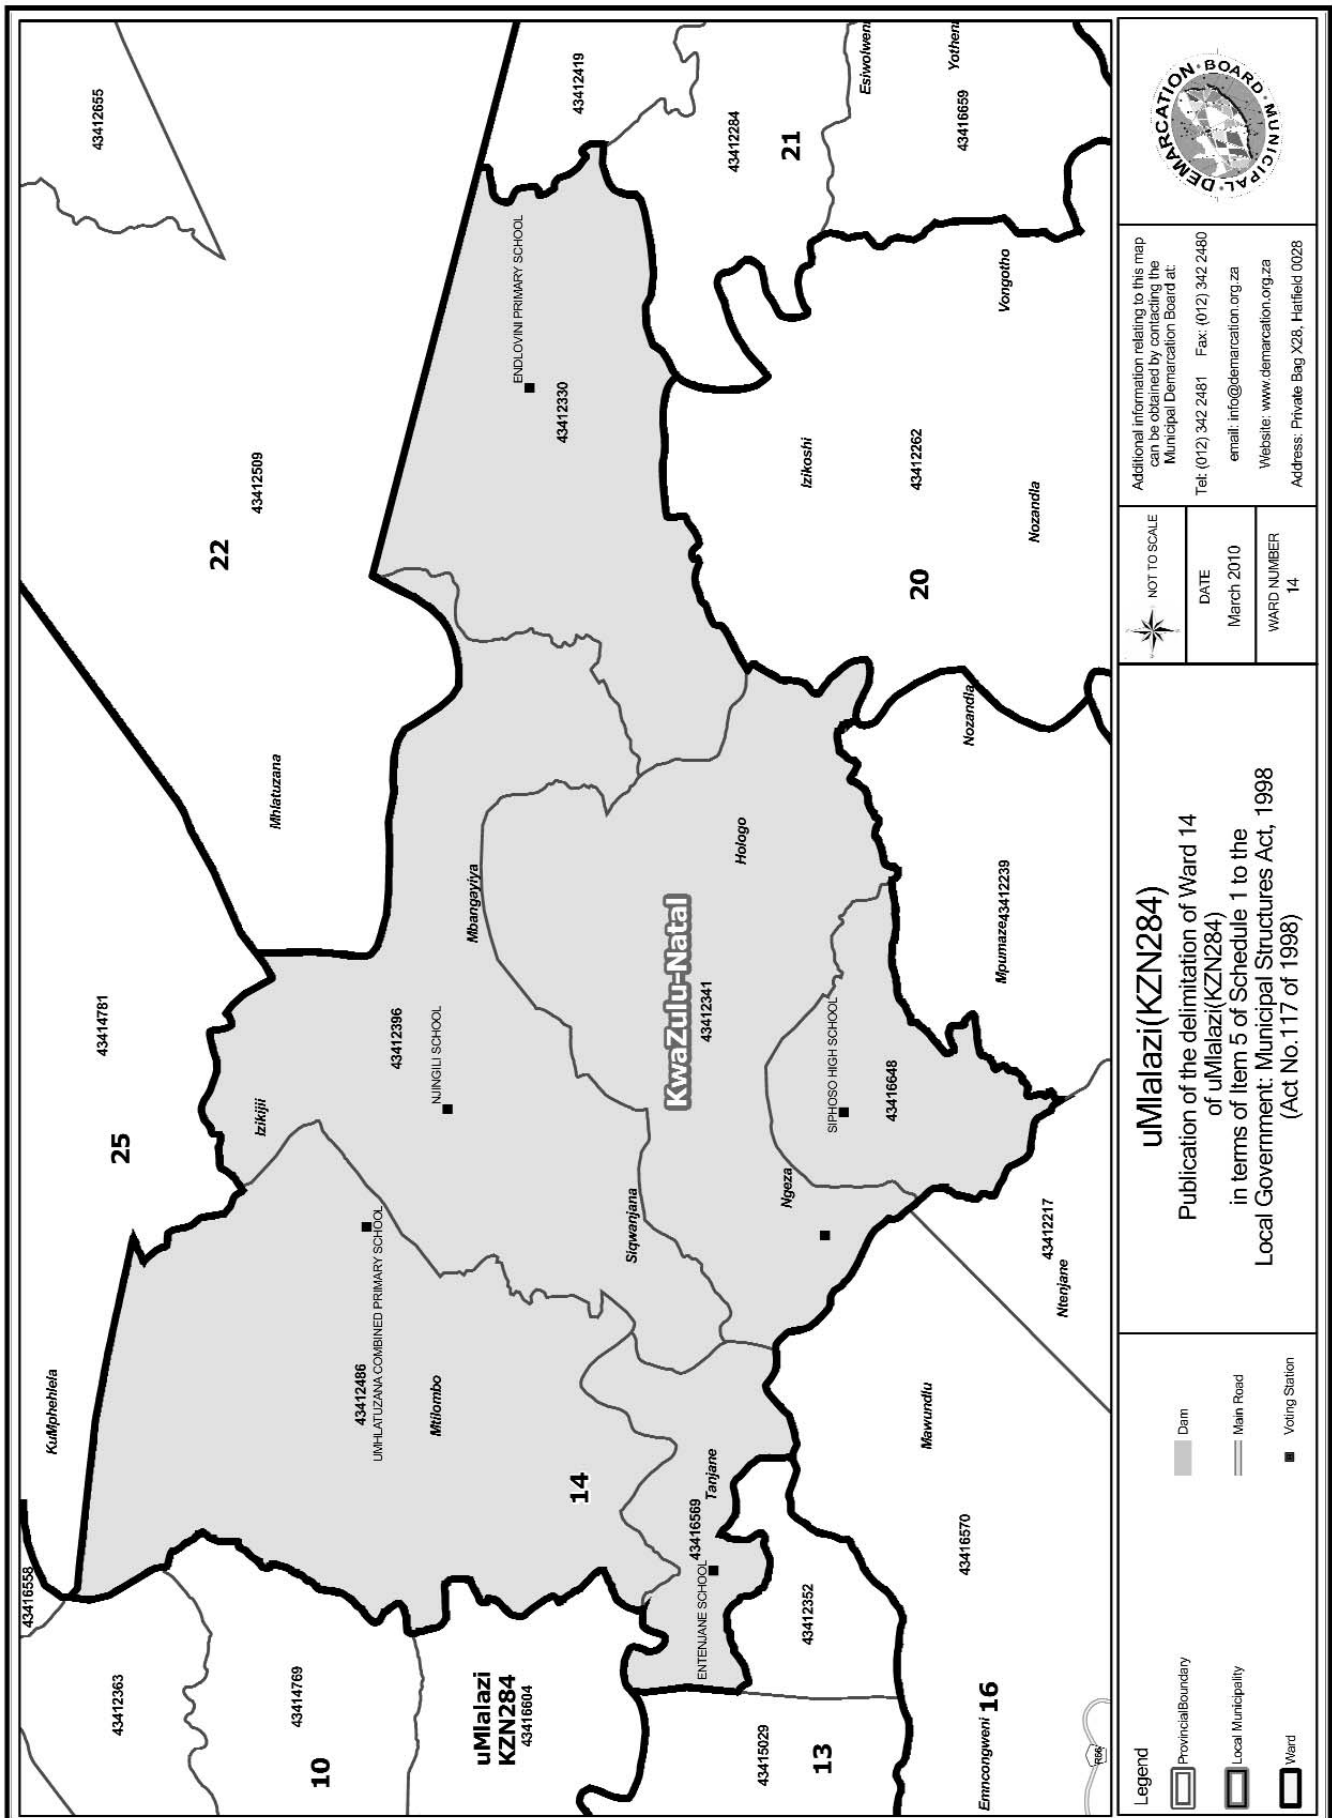 43416558
KuMphehlela
43412363
43414769
10
uMlalazi
KZN284
43416604
43415029
13
Emncongweni
16
R66
43412655
43414781
25
22
43412509
Mhlatuzana
Izikijii
43412486
UMHLATUZANA COMBINED PRIMARY SCHOOL
Mtilombo
14
43412396
NJINGILI SCHOOL
Mbangayiya
ENDLOVINI PRIMARY SCHOOL
43412330
43412419
43412284
21
Esiwolweni
Yotheni
43416659
Vongotho
KwaZulu-Natal
43412341
Hologo
Siqwanjana
Ngeza
SIPHOSO HIGH SCHOOL
43416648
Tanjane
43416569
ENTENJANE SCHOOL
43412352
43416570
Mawundlu
Ntenjane
43412217
Mpumaze
43412239
Nozandla
Izikoshi
43412262
20
Nozandla
Legend
ProvincialBoundary
Local Municipality
Ward
Dam
Main Road
Voting Station
uMlalazi(KZN284)
Publication of the delimitation of Ward 14
of uMlalazi(KZN284)
in terms of Item 5 of Schedule 1 to the
Local Government: Municipal Structures Act, 1998
(Act No.117 of 1998)
NOT TO SCALE
DATE
March 2010
WARD NUMBER
14
Additional information relating to this map
can be obtained by contacting the
Municipal Demarcation Board at:
Tel: (012) 342 2481 Fax: (012) 342 2480
email: info@demarcation.org.za
Website: www.demarcation.org.za
Address: Private Bag X28, Hatfield 0028
MUNICIPAL • DEMARCATION • BOARD •